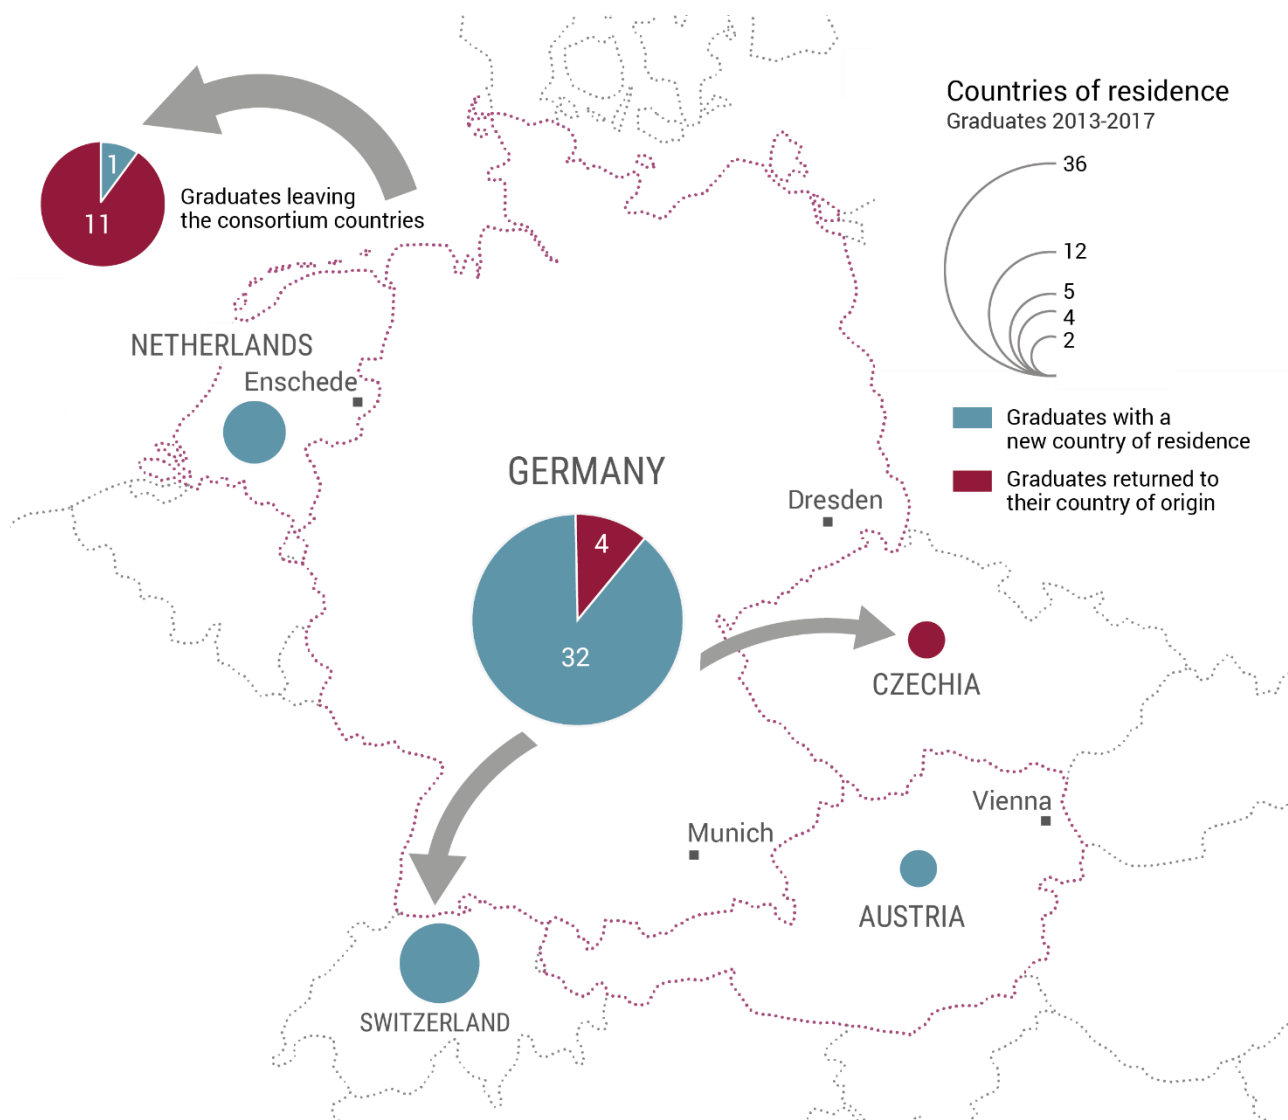 Countries of residence
Graduates 2013-2017
36
12
5
4
2
Graduates with a
new country of residence
Graduates returned to
their country of origin
1
11
Graduates leaving
the consortium countries
NETHERLANDS
Enschede
GERMANY
Dresden
4
32
CZECHIA
Vienna
Munich
AUSTRIA
SWITZERLAND